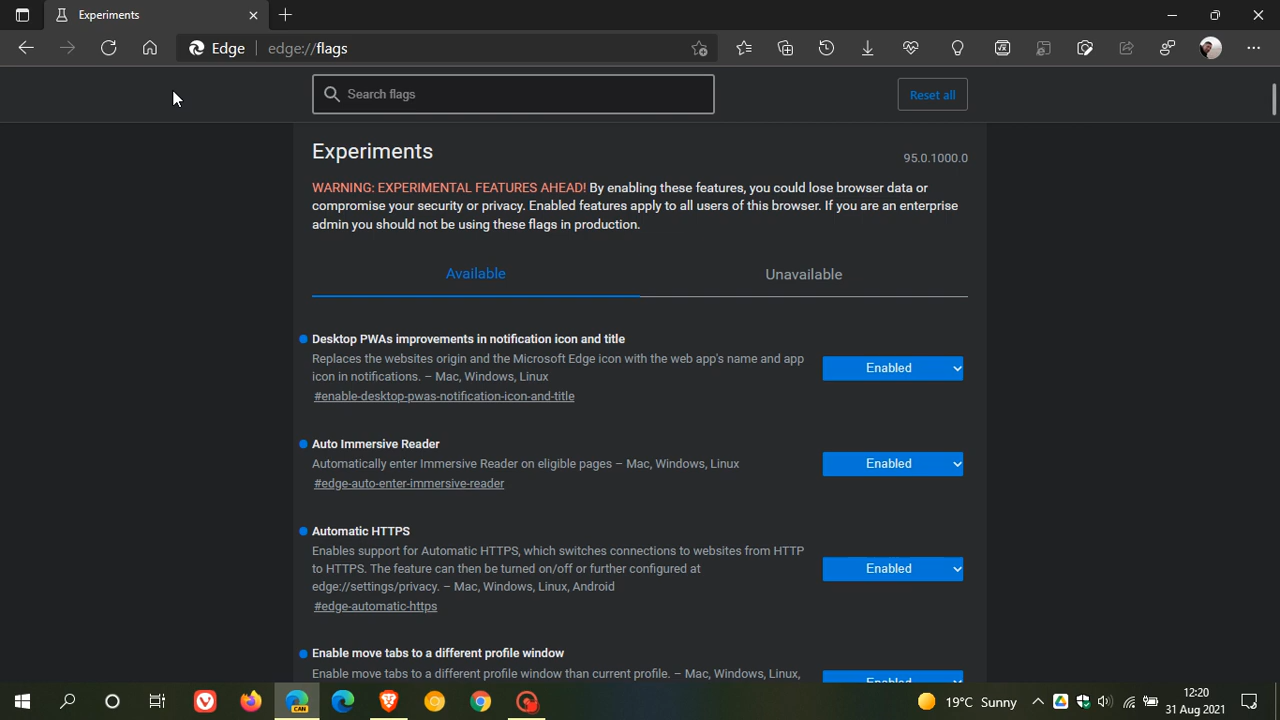 Experiments
Edge
edge://flags
Search flags
Reset all
Experiments
95.0.1000.0
WARNING: EXPERIMENTAL FEATURES AHEAD! By enabling these features, you could lose browser data or
compromise your security or privacy. Enabled features apply to all users of this browser. If you are an enterprise
admin you should not be using these flags in production.
Available
Unavailable
Desktop PWAs improvements in notification icon and title
Replaces the websites origin and the Microsoft Edge icon with the web app's name and app
icon in notifications. – Mac, Windows, Linux
#enable-desktop-pwas-notification-icon-and-title
Enabled
Auto Immersive Reader
Automatically enter Immersive Reader on eligible pages – Mac, Windows, Linux
#edge-auto-enter-immersive-reader
Enabled
Automatic HTTPS
Enables support for Automatic HTTPS, which switches connections to websites from HTTP
to HTTPS. The feature can then be turned on/off or further configured at
edge://settings/privacy. – Mac, Windows, Linux, Android
#edge-automatic-https
Enabled
Enable move tabs to a different profile window
Enable move tabs to a different profile window than current profile. – Mac, Windows, Linux,
Enabled
CAN
19°C Sunny
12:20
31 Aug 2021